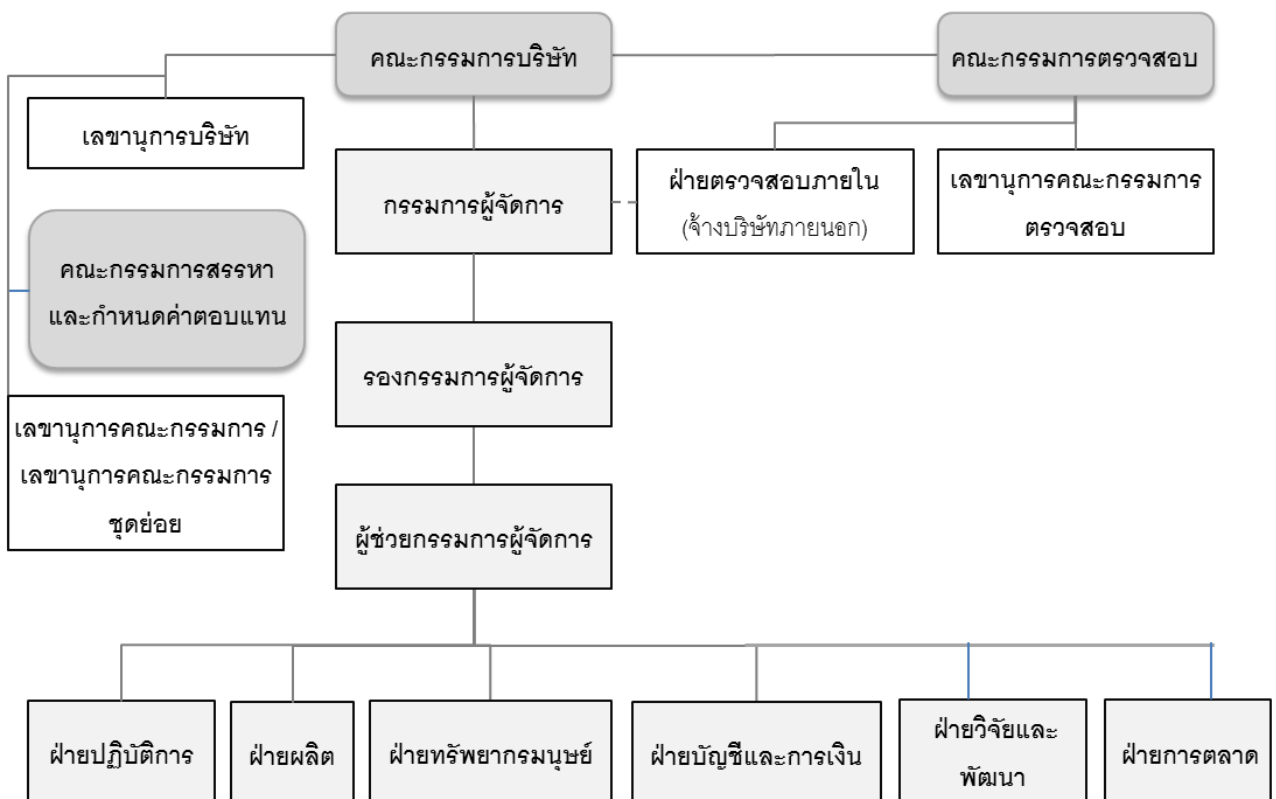 คณะกรรมการบริษัท
คณะกรรมการตรวจสอบ
เลขานุการบริษัท
กรรมการผู้จัดการ
ฝ่ายตรวจสอบภายใน
(จ้างบริษัทภายนอก)
เลขานุการคณะกรรมการ
ตรวจสอบ
คณะกรรมการสรรหา
และกำหนดค่าตอบแทน
รองกรรมการผู้จัดการ
เลขานุการคณะกรรมการ /
เลขานุการคณะกรรมการ
ชุดย่อย
ผู้ช่วยกรรมการผู้จัดการ
ฝ่ายปฏิบัติการ
ฝ่ายผลิต
ฝ่ายทรัพยากรมนุษย์
ฝ่ายบัญชีและการเงิน
ฝ่ายวิจัยและ
พัฒนา
ฝ่ายการตลาด